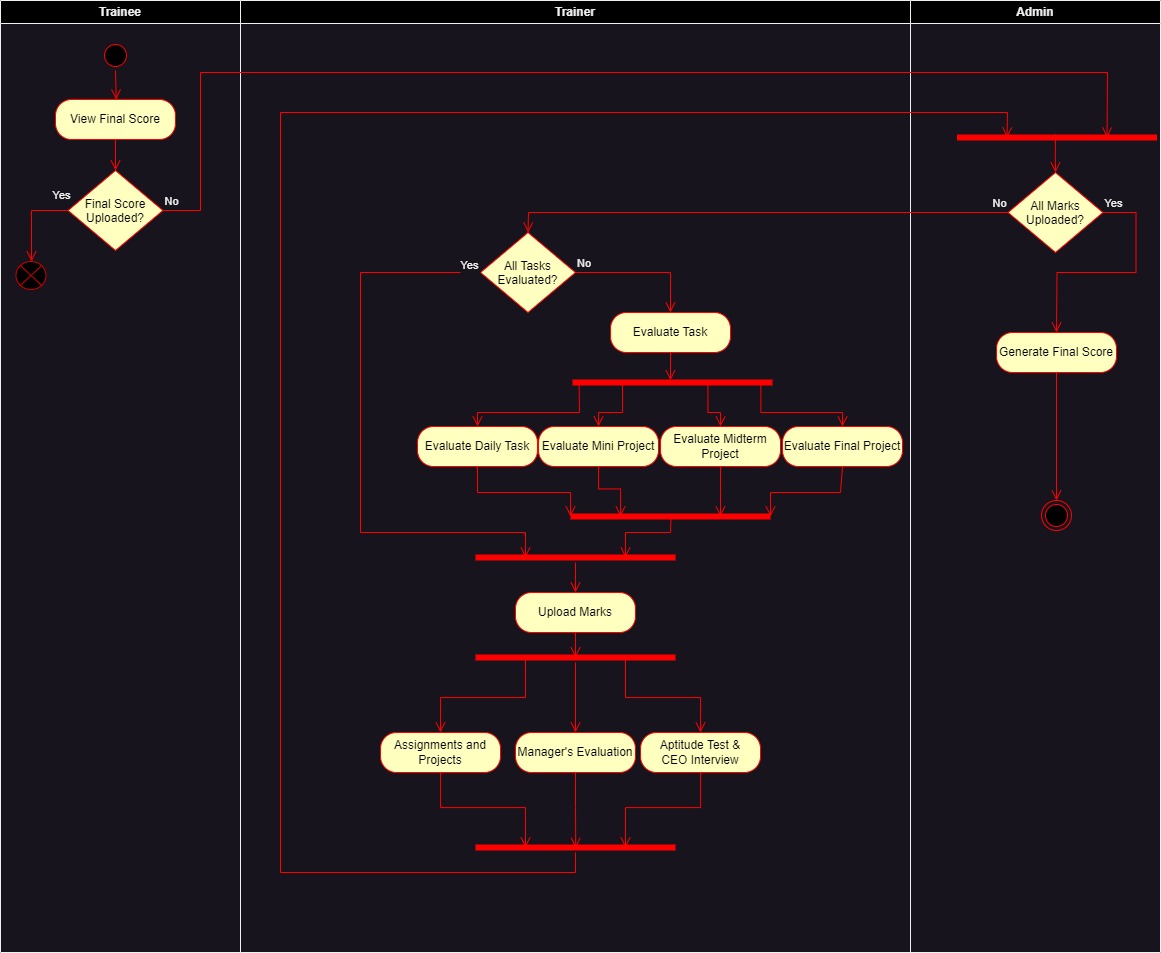 Trainee
Trainer
Admin
View Final Score
Yes
Final Score
Uploaded?
No
No
All Marks
Uploaded?
Yes
Yes
All Tasks
Evaluated?
No
Evaluate Task
Generate Final Score
Evaluate Daily Task
Evaluate Mini Project
Evaluate Midterm
Project
Evaluate Final Project
Upload Marks
Assignments and
Projects
Manager's Evaluation
Aptitude Test &
CEO Interview